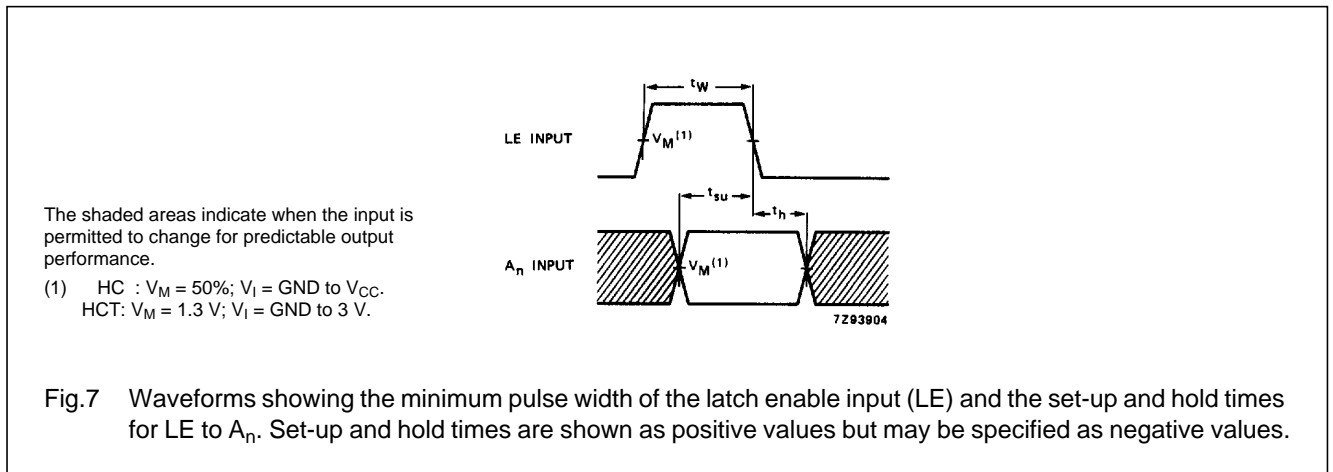 tW
LE INPUT
VM(1)
tsu
th
The shaded areas indicate when the input is
permitted to change for predictable output
performance.
An INPUT
VM(1)
(1) HC : VM = 50%; VI = GND to VCC.
HCT: VM = 1.3 V; VI = GND to 3 V.
7Z93904
Fig.7 Waveforms showing the minimum pulse width of the latch enable input (LE) and the set-up and hold times
for LE to An. Set-up and hold times are shown as positive values but may be specified as negative values.